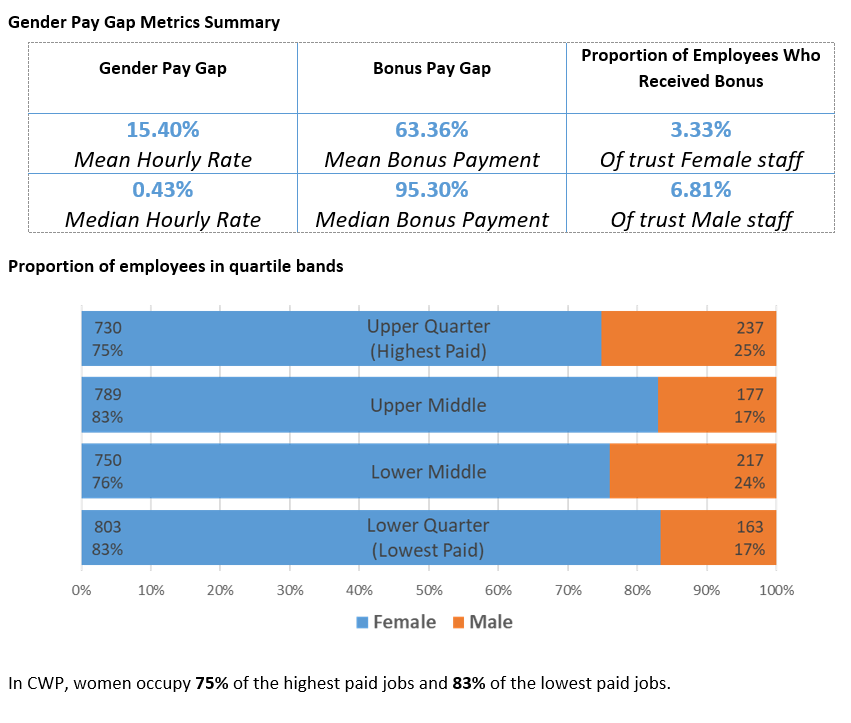 Gender Pay Gap Metrics Summary
Gender Pay Gap
Bonus Pay Gap
Proportion of Employees Who
Received Bonus
15.40%
Mean Hourly Rate
63.36%
Mean Bonus Payment
3.33%
Of trust Female staff
0.43%
Median Hourly Rate
95.30%
Median Bonus Payment
6.81%
Of trust Male staff
Proportion of employees in quartile bands
730
75%
Upper Quarter
(Highest Paid)
237
25%
789
83%
Upper Middle
177
17%
750
76%
Lower Middle
217
24%
803
83%
Lower Quarter
(Lowest Paid)
163
17%
0% 10% 20% 30% 40% 50% 60% 70% 80% 90% 100%
Female Male
In CWP, women occupy 75% of the highest paid jobs and 83% of the lowest paid jobs.